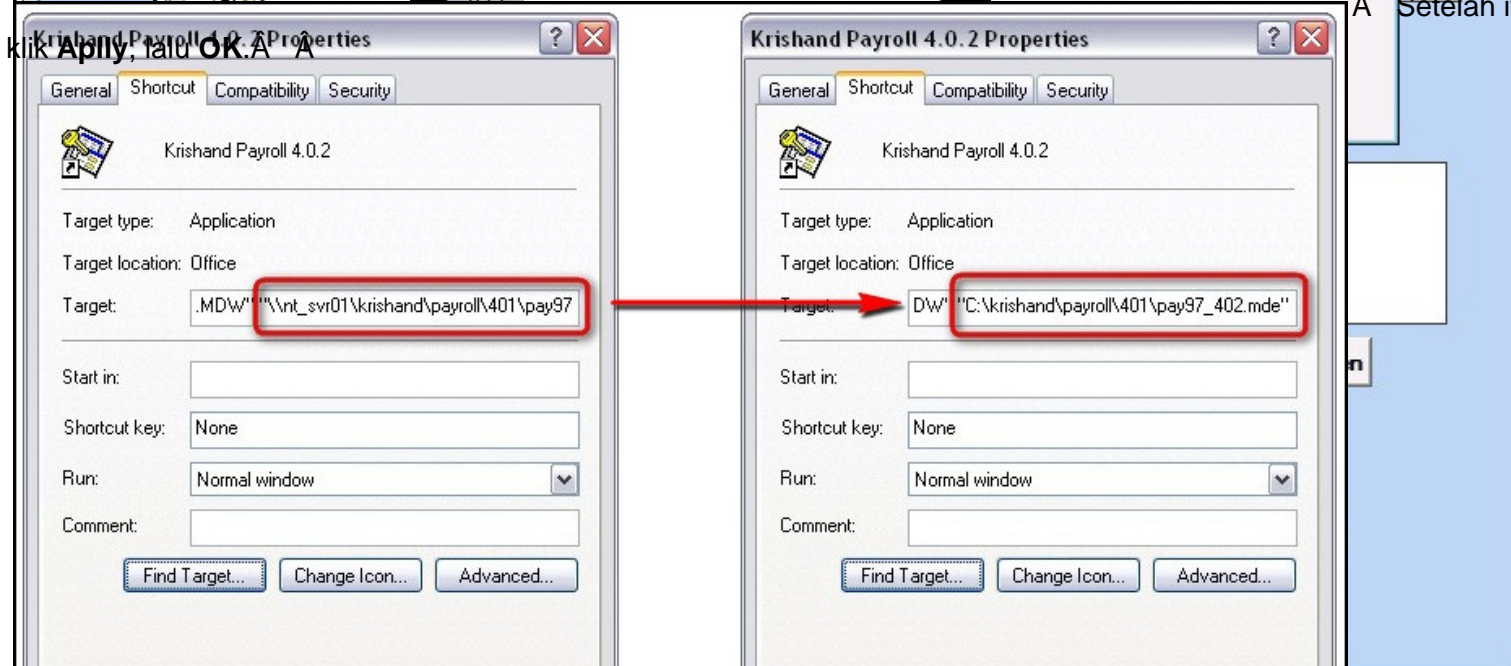 Â Setelah i
klik Aplly, lalu OK.Â Â
Krishand Payroll 4.0.2 Properties
General Shortcut Compatibility Security
Krishand Payroll 4.0.2
Target type: Application
Target location: Office
Target: .MDW" "\\nt_svr01\krishand\payroll\401\pay97
Start in:
Shortcut key: None
Run: Normal window
Comment:
Find Target... Change Icon... Advanced...
Krishand Payroll 4.0.2 Properties
General Shortcut Compatibility Security
Krishand Payroll 4.0.2
Target type: Application
Target location: Office
Target: DW" "C:\krishand\payroll\401\pay97_402.mde"
Start in:
Shortcut key: None
Run: Normal window
Comment:
Find Target... Change Icon... Advanced...
en